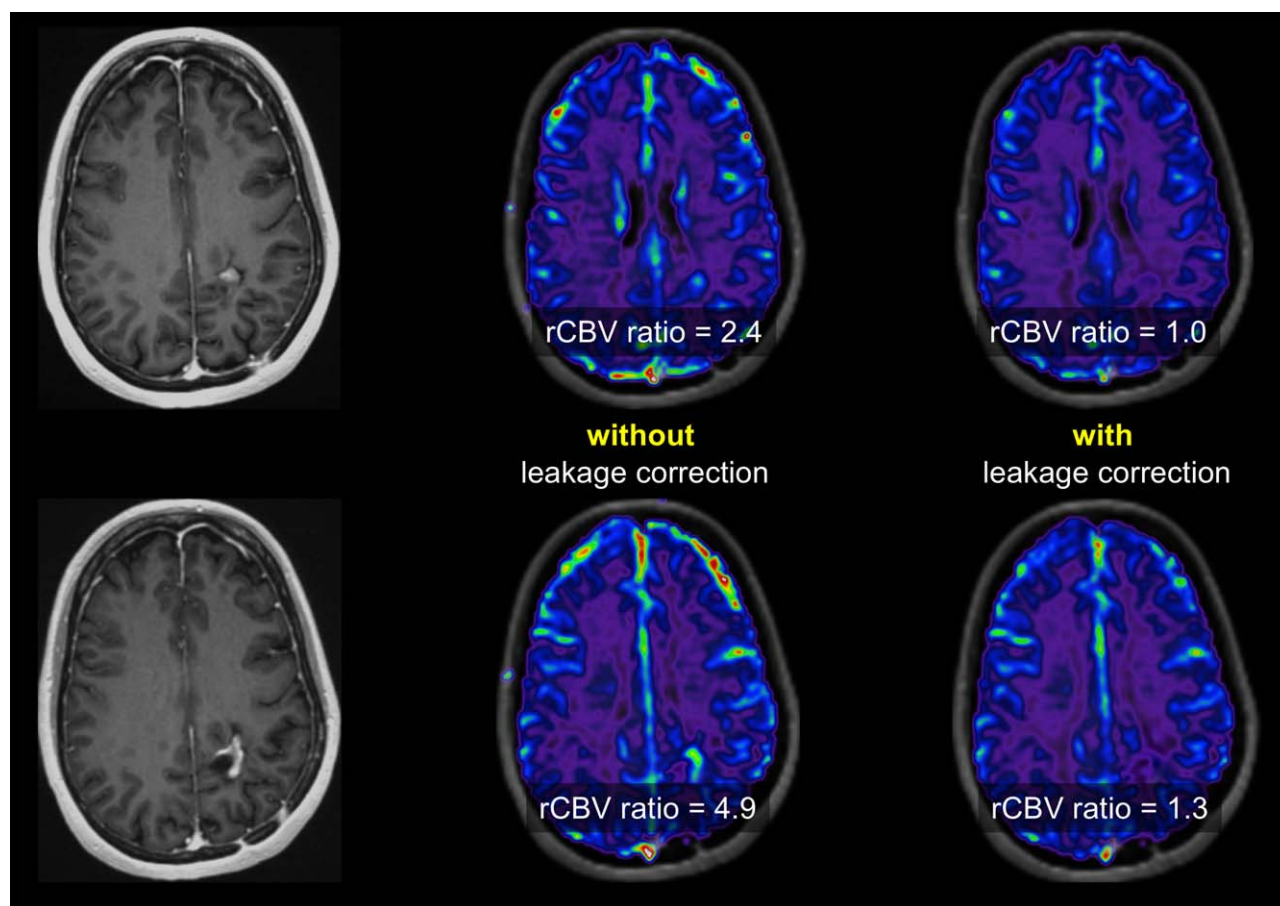 rCBV ratio = 2.4
rCBV ratio = 1.0
without
leakage correction
with
leakage correction
rCBV ratio = 4.9
rCBV ratio = 1.3